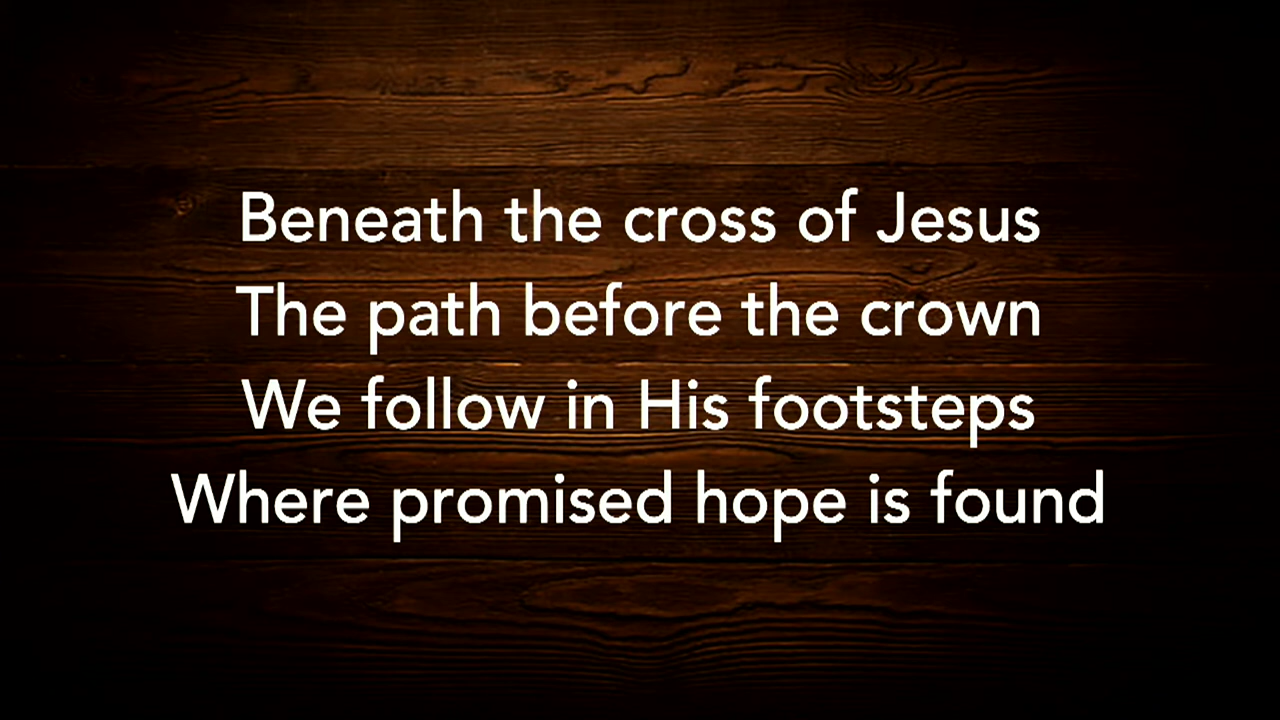 Beneath the cross of Jesus
The path before the crown
We follow in His footsteps
Where promised hope is found